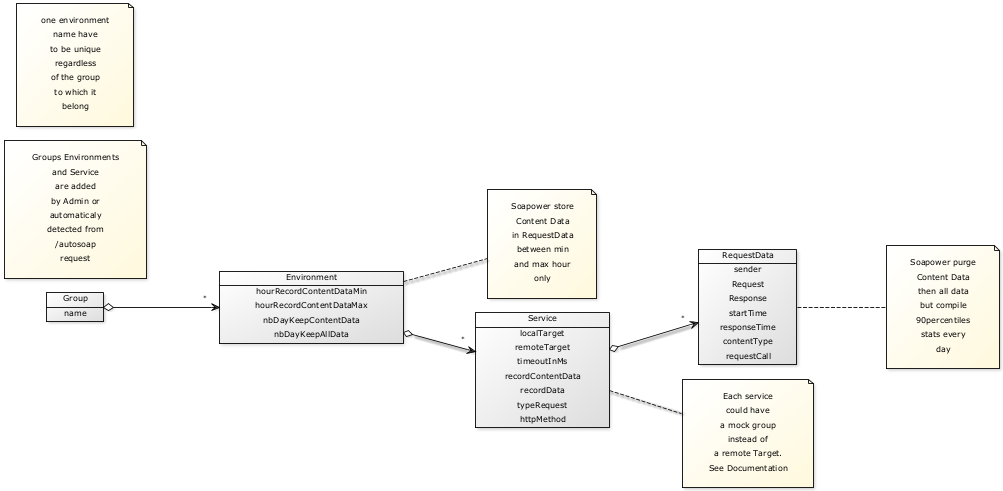 one environment
name have
to be unique
regardless
of the group
to which it
belong
Groups Environments
and Service
are added
by Admin or
automaticaly
detected from
/autosoap
request
Group
name
*
Environment
hourRecordContentDataMin
hourRecordContentDataMax
nbDayKeepContentData
nbDayKeepAllData
*
Soapower store
Content Data
in RequestData
between min
and max hour
only
Service
localTarget
remoteTarget
timeoutInMs
recordContentData
recordData
typeRequest
httpMethod
*
RequestData
sender
Request
Response
startTime
responseTime
contentType
requestCall
Soapower purge
Content Data
then all data
but compile
90percentiles
stats every
day
Each service
could have
a mock group
instead of
a remote Target.
See Documentation